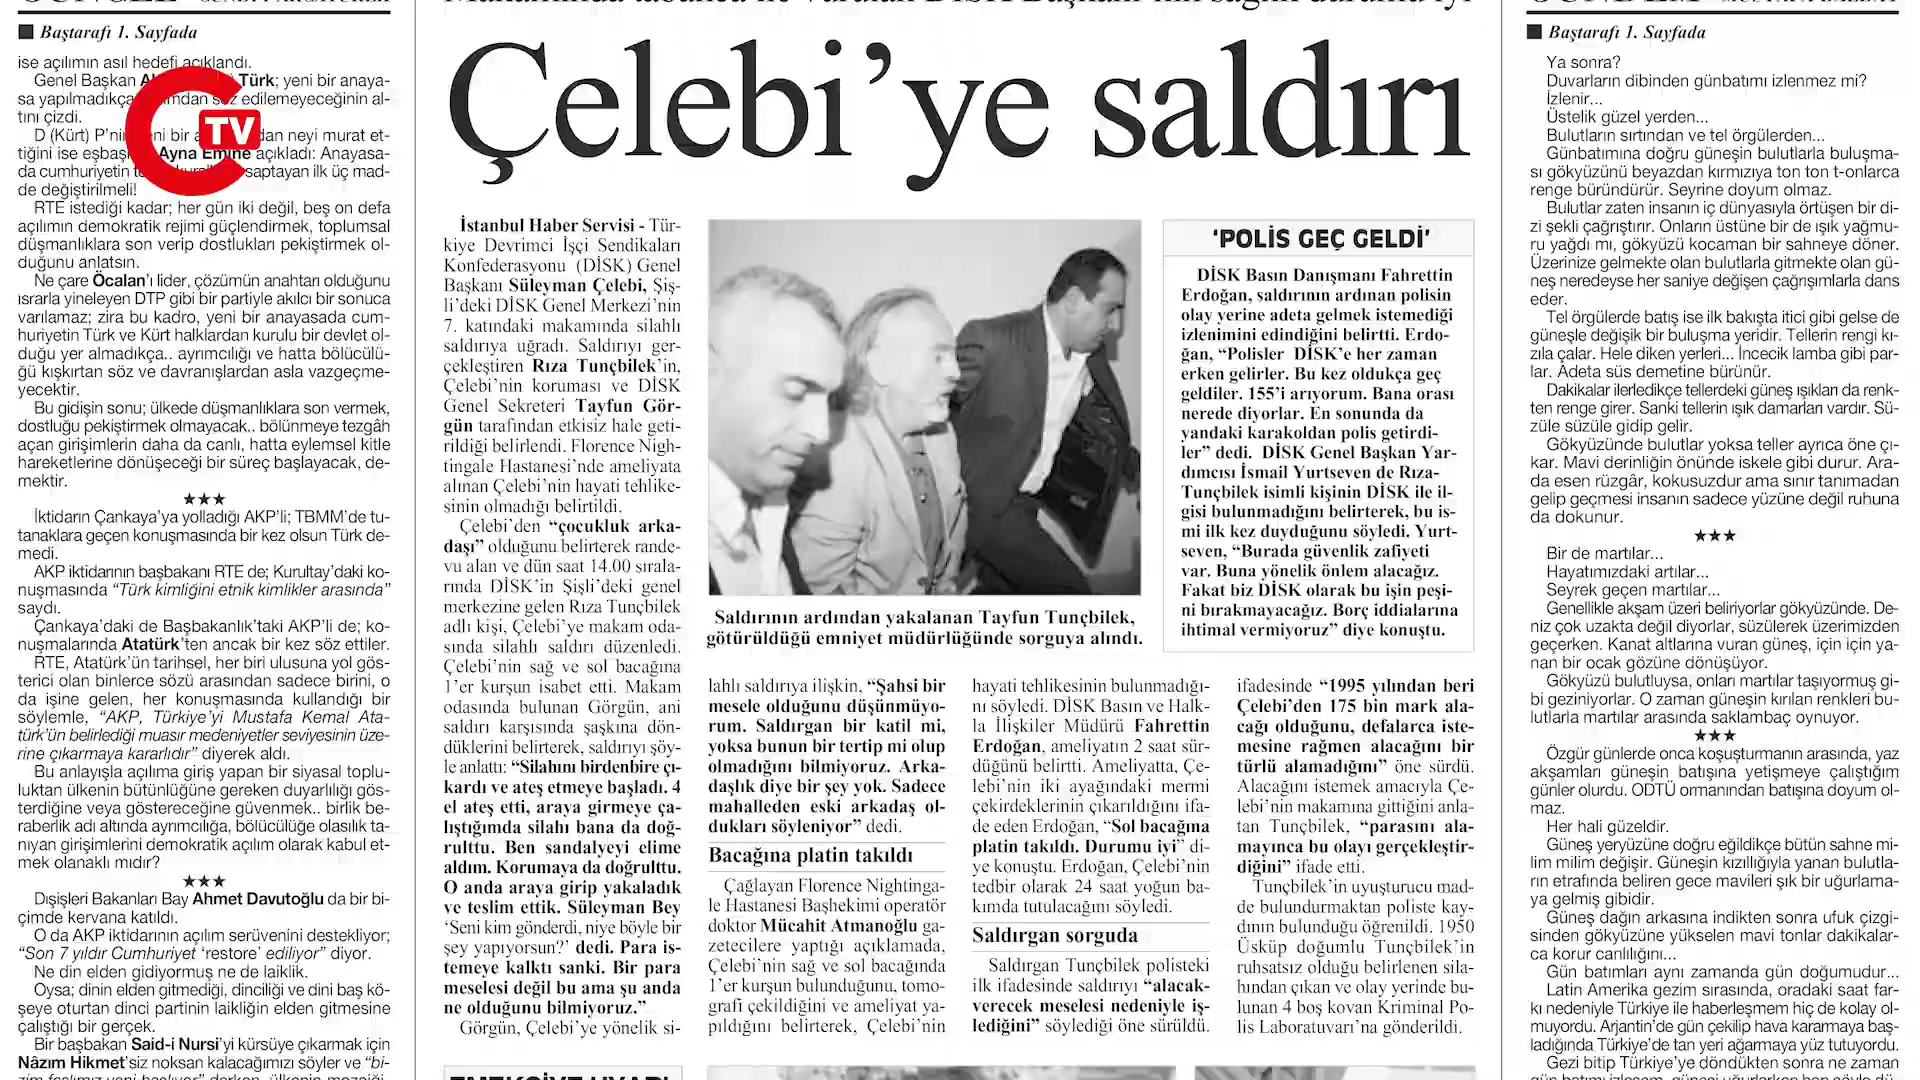 ■ Baştarafı 1. Sayfada
ise açılımın asıl hedefi açıklandı.
Genel Başkan Türk; yeni bir anaya-
sa yapılmadıkça edilemeyeceğinin al-
tını çizdi.
D (Kürt) P'nin bir neyi murat et-
tiğini ise Ayna Emine açıkladı: Anayasa-
da cumhuriyetin saptayan ilk üç mad-
de değiştirilmeli!
RTE istediği kadar; her gün iki değil, beş on defa
açılımın demokratik rejimi güçlendirmek, toplumsal
düşmanlıklara son verip dostlukları pekiştirmek ol-
duğunu anlatsın.
Ne çare Öcalan'ı lider, çözümün anahtarı olduğunu
ısrarla yineleyen DTP gibi bir partiyle akılcı bir sonuca
varılamaz; zira bu kadro, yeni bir anayasada cum-
huriyetin Türk ve Kürt halklardan kurulu bir devlet ol-
duğu yer almadıkça.. ayrımcılığı ve hatta bölücülü-
ğü kışkırtan söz ve davranışlardan asla vazgeçme-
yecektir.
Bu gidişin sonu; ülkede düşmanlıklara son vermek,
dostluğu pekiştirmek olmayacak.. bölünmeye tezgâh
açan girişimlerin daha da canlı, hatta eylemsel kitle
hareketlerine dönüşeceği bir süreç başlayacak, de-
mektir.
★★★
İktidarın Çankaya'ya yolladığı AKP'li; TBMM'de tu-
tanaklara geçen konuşmasında bir kez olsun Türk de-
medi.
AKP iktidarının başbakanı RTE de; Kurultay'daki ko-
nuşmasında “Türk kimliğini etnik kimlikler arasında”
saydı.
Çankaya'daki de Başbakanlık'taki AKP'li de; ko-
nuşmalarında Atatürk'ten ancak bir kez söz ettiler.
RTE, Atatürk'ün tarihsel, her biri ulusuna yol gös-
terici olan binlerce sözü arasından sadece birini, o
da işine gelen, her konuşmasında kullandığı bir
söylemle, “AKP, Türkiye'yi Mustafa Kemal Ata-
türk'ün belirlediği muasır medeniyetler seviyesinin üze-
rine çıkarmaya kararlıdır” diyerek aldı.
Bu anlayışla açılıma giriş yapan bir siyasal toplu-
luktan ülkenin bütünlüğüne gereken duyarlılığı gös-
terdiğine veya göstereceğine güvenmek.. birlik be-
raberlik adı altında ayrımcılığa, bölücülüğe olasılık ta-
nıyan girişimlerini demokratik açılım olarak kabul et-
mek olanaklı mıdır?
★★★
Dışişleri Bakanları Bay Ahmet Davutoğlu da bir bi-
çimde kervana katıldı.
O da AKP iktidarının açılım serüvenini destekliyor;
“Son 7 yıldır Cumhuriyet ‘restore’ ediliyor” diyor.
Ne din elden gidiyormuş ne de laiklik.
Oysa; dinin elden gitmediği, dinciliği ve dini baş kö-
şeye oturtan dinci partinin laikliğin elden gitmesine
çalıştığı bir gerçek.
Bir başbakan Said-i Nursi'yi kürsüye çıkarmak için
Nâzım Hikmet'siz noksan kalacağımızı söyler ve “bi-
TV
Çelebi'ye saldırı
İstanbul Haber Servisi - Tür-
kiye Devrimci İşçi Sendikaları
Konfederasyonu (DİSK) Genel
Başkanı Süleyman Çelebi, Şiş-
li'deki DİSK Genel Merkezi'nin
7. katındaki makamında silahlı
saldırıya uğradı. Saldırıyı ger-
çekleştiren Rıza Tunçbilek'in,
Çelebi'nin koruması ve DİSK
Genel Sekreteri Tayfun Gör-
gün tarafından etkisiz hale geti-
rildiği belirlendi. Florence Nigh-
tingale Hastanesi'nde ameliyata
alınan Çelebi'nin hayati tehlike-
sinin olmadığı belirtildi.
Çelebi'den “çocukluk arka-
daşı” olduğunu belirterek rande-
vu alan ve dün saat 14.00 sırala-
rında DİSK'in Şişli'deki genel
merkezine gelen Rıza Tunçbilek
adlı kişi, Çelebi'ye makam oda-
sında silahlı saldırı düzenledi.
Çelebi'nin sağ ve sol bacağına
1'er kurşun isabet etti. Makam
odasında bulunan Görgün, ani
saldırı karşısında şaşkına dön-
düklerini belirterek, saldırıyı şöy-
le anlattı: “Silahını birdenbire çı-
kardı ve ateş etmeye başladı. 4
el ateş etti, araya girmeye ça-
lıştığımda silahı bana da doğ-
rulttu. Ben sandalyeyi elime
aldım. Korumaya da doğrulttu.
O anda araya girip yakaladık
ve teslim ettik. Süleyman Bey
‘Seni kim gönderdi, niye böyle bir
şey yapıyorsun?’ dedi. Para is-
temeye kalktı sanki. Bir para
meselesi değil bu ama şu anda
ne olduğunu bilmiyoruz.”
Görgün, Çelebi'ye yönelik si-
Saldırının ardından yakalanan Tayfun Tunçbilek,
götürüldüğü emniyet müdürlüğünde sorguya alındı.
lahlı saldırıya ilişkin, “Şahsi bir
mesele olduğunu düşünmüyo-
rum. Saldırgan bir katil mi,
yoksa bunun bir tertip mi olup
olmadığını bilmiyoruz. Arka-
daşlık diye bir şey yok. Sadece
mahalleden eski arkadaş ol-
dukları söyleniyor” dedi.
Bacağına platin takıldı
Çağlayan Florence Nightinga-
le Hastanesi Başhekimi operatör
doktor Mücahit Atmanoğlu ga-
zetecilere yaptığı açıklamada,
Çelebi'nin sağ ve sol bacağında
1'er kurşun bulunduğunu, tomo-
grafi çekildiğini ve ameliyat ya-
pıldığını belirterek, Çelebi'nin
hayati tehlikesinin bulunmadığı-
nı söyledi. DİSK Basın ve Halk-
la İlişkiler Müdürü Fahrettin
Erdoğan, ameliyatın 2 saat sür-
düğünü belirtti. Ameliyatta, Çe-
lebi'nin iki ayağındaki mermi
çekirdeklerinin çıkarıldığını ifa-
de eden Erdoğan, “Sol bacağına
platin takıldı. Durumu iyi” di-
ye konuştu. Erdoğan, Çelebi'nin
tedbir olarak 24 saat yoğun ba-
kımda tutulacağını söyledi.
Saldırgan sorguda
Saldırgan Tunçbilek polisteki
ilk ifadesinde saldırıyı “alacak-
verecek meselesi nedeniyle iş-
lediğini” söylediği öne sürüldü.
‘POLİS GEÇ GELDİ’
DİSK Basın Danışmanı Fahrettin
Erdoğan, saldırının ardından polisin
olay yerine adeta gelmek istemediği
izlenimini edindiğini belirtti. Erdo-
ğan, “Polisler DİSK'e her zaman
erken gelirler. Bu kez oldukça geç
geldiler. 155'i arıyorum. Bana orası
nerede diyorlar. En sonunda da
yandaki karakoldan polis getirdi-
ler” dedi. DİSK Genel Başkan Yar-
dımcısı İsmail Yurtseven de Rıza-
Tunçbilek isimli kişinin DİSK ile il-
gisi bulunmadığını belirterek, bu is-
mi ilk kez duyduğunu söyledi. Yurt-
seven, “Burada güvenlik zafiyeti
var. Buna yönelik önlem alacağız.
Fakat biz DİSK olarak bu işin peşi-
ni bırakmayacağız. Borç iddialarına
ihtimal vermiyoruz” diye konuştu.
ifadesinde “1995 yılından beri
Çelebi'den 175 bin mark ala-
cağı olduğunu, defalarca iste-
mesine rağmen alacağını bir
türlü alamadığını” öne sürdü.
Alacağını istemek amacıyla Çe-
lebi'nin makamına gittiğini anla-
tan Tunçbilek, “parasını ala-
mayınca bu olayı gerçekleştir-
diğini” ifade etti.
Tunçbilek'in uyuşturucu mad-
de bulundurmaktan poliste kay-
dının bulunduğu öğrenildi. 1950
Üsküp doğumlu Tunçbilek'in
ruhsatsız olduğu belirlenen sila-
hından çıkan ve olay yerinde bu-
lunan 4 boş kovan Kriminal Po-
lis Laboratuvarı'na gönderildi.
■ Baştarafı 1. Sayfada
Ya sonra?
Duvarların dibinden günbatımı izlenmez mi?
İzlenir...
Üstelik güzel yerden...
Bulutların sırtından ve tel örgülerden...
Günbatımına doğru güneşin bulutlarla buluşma-
sı gökyüzünü beyazdan kırmızıya ton ton t-onlarca
renge büründürür. Seyrine doyum olmaz.
Bulutlar zaten insanın iç dünyasıyla örtüşen bir di-
zi şekli çağrıştırır. Onların üstüne bir de ışık yağmu-
ru yağdı mı, gökyüzü kocaman bir sahneye döner.
Üzerinize gelmekte olan bulutlarla gitmekte olan gü-
neş neredeyse her saniye değişen çağrışımlarla dans
eder.
Tel örgülerde batış ise ilk bakışta itici gibi gelse de
güneşle değişik bir buluşma yeridir. Tellerin rengi kı-
zıla çalar. Hele diken yerleri... İncecik lamba gibi par-
lar. Adeta süs demetine bürünür.
Dakikalar ilerledikçe tellerdeki güneş ışıkları da renk-
ten renge girer. Sanki tellerin ışık damarları vardır. Sü-
züle süzüle gidip gelir.
Gökyüzünde bulutlar yoksa teller ayrıca öne çı-
kar. Mavi derinliğin önünde iskele gibi durur. Ara-
da esen rüzgâr, kokusuzdur ama sınır tanımadan
gelip geçmesi insanın sadece yüzüne değil ruhuna
da dokunur.
★★★
Bir de martılar...
Hayatımızdaki artılar...
Seyrek geçen martılar...
Genellikle akşam üzeri beliriyorlar gökyüzünde. De-
niz çok uzakta değil diyorlar, süzülerek üzerimizden
geçerken. Kanat altlarına vuran güneş, için için ya-
nan bir ocak gözüne dönüşüyor.
Gökyüzü bulutluysa, onları martılar taşıyormuş gi-
bi geziniyorlar. O zaman güneşin kırılan renkleri bu-
lutlarla martılar arasında saklambaç oynuyor.
★★★
Özgür günlerde onca koşuşturmanın arasında, yaz
akşamları güneşin batışına yetişmeye çalıştığım
günler olurdu. ODTÜ ormanından batışına doyum ol-
maz.
Her hali güzeldir.
Güneş yeryüzüne doğru eğildikçe bütün sahne mi-
lim milim değişir. Güneşin kızıllığıyla yanan bulutla-
rın etrafında beliren gece mavileri şık bir uğurlama-
ya gelmiş gibidir.
Güneş dağın arkasına indikten sonra ufuk çizgi-
sinden gökyüzüne yükselen mavi tonlar dakikalar-
ca korur canlılığını...
Gün batımları aynı zamanda gün doğumudur...
Latin Amerika gezim sırasında, oradaki saat far-
kı nedeniyle Türkiye ile haberleşmem hiç de kolay ol-
muyordu. Arjantin'de gün çekilip hava kararmaya baş-
ladığında Türkiye'de tan yeri ağarmaya yüz tutuyordu.
Gezi bitip Türkiye'ye döndükten sonra ne zaman